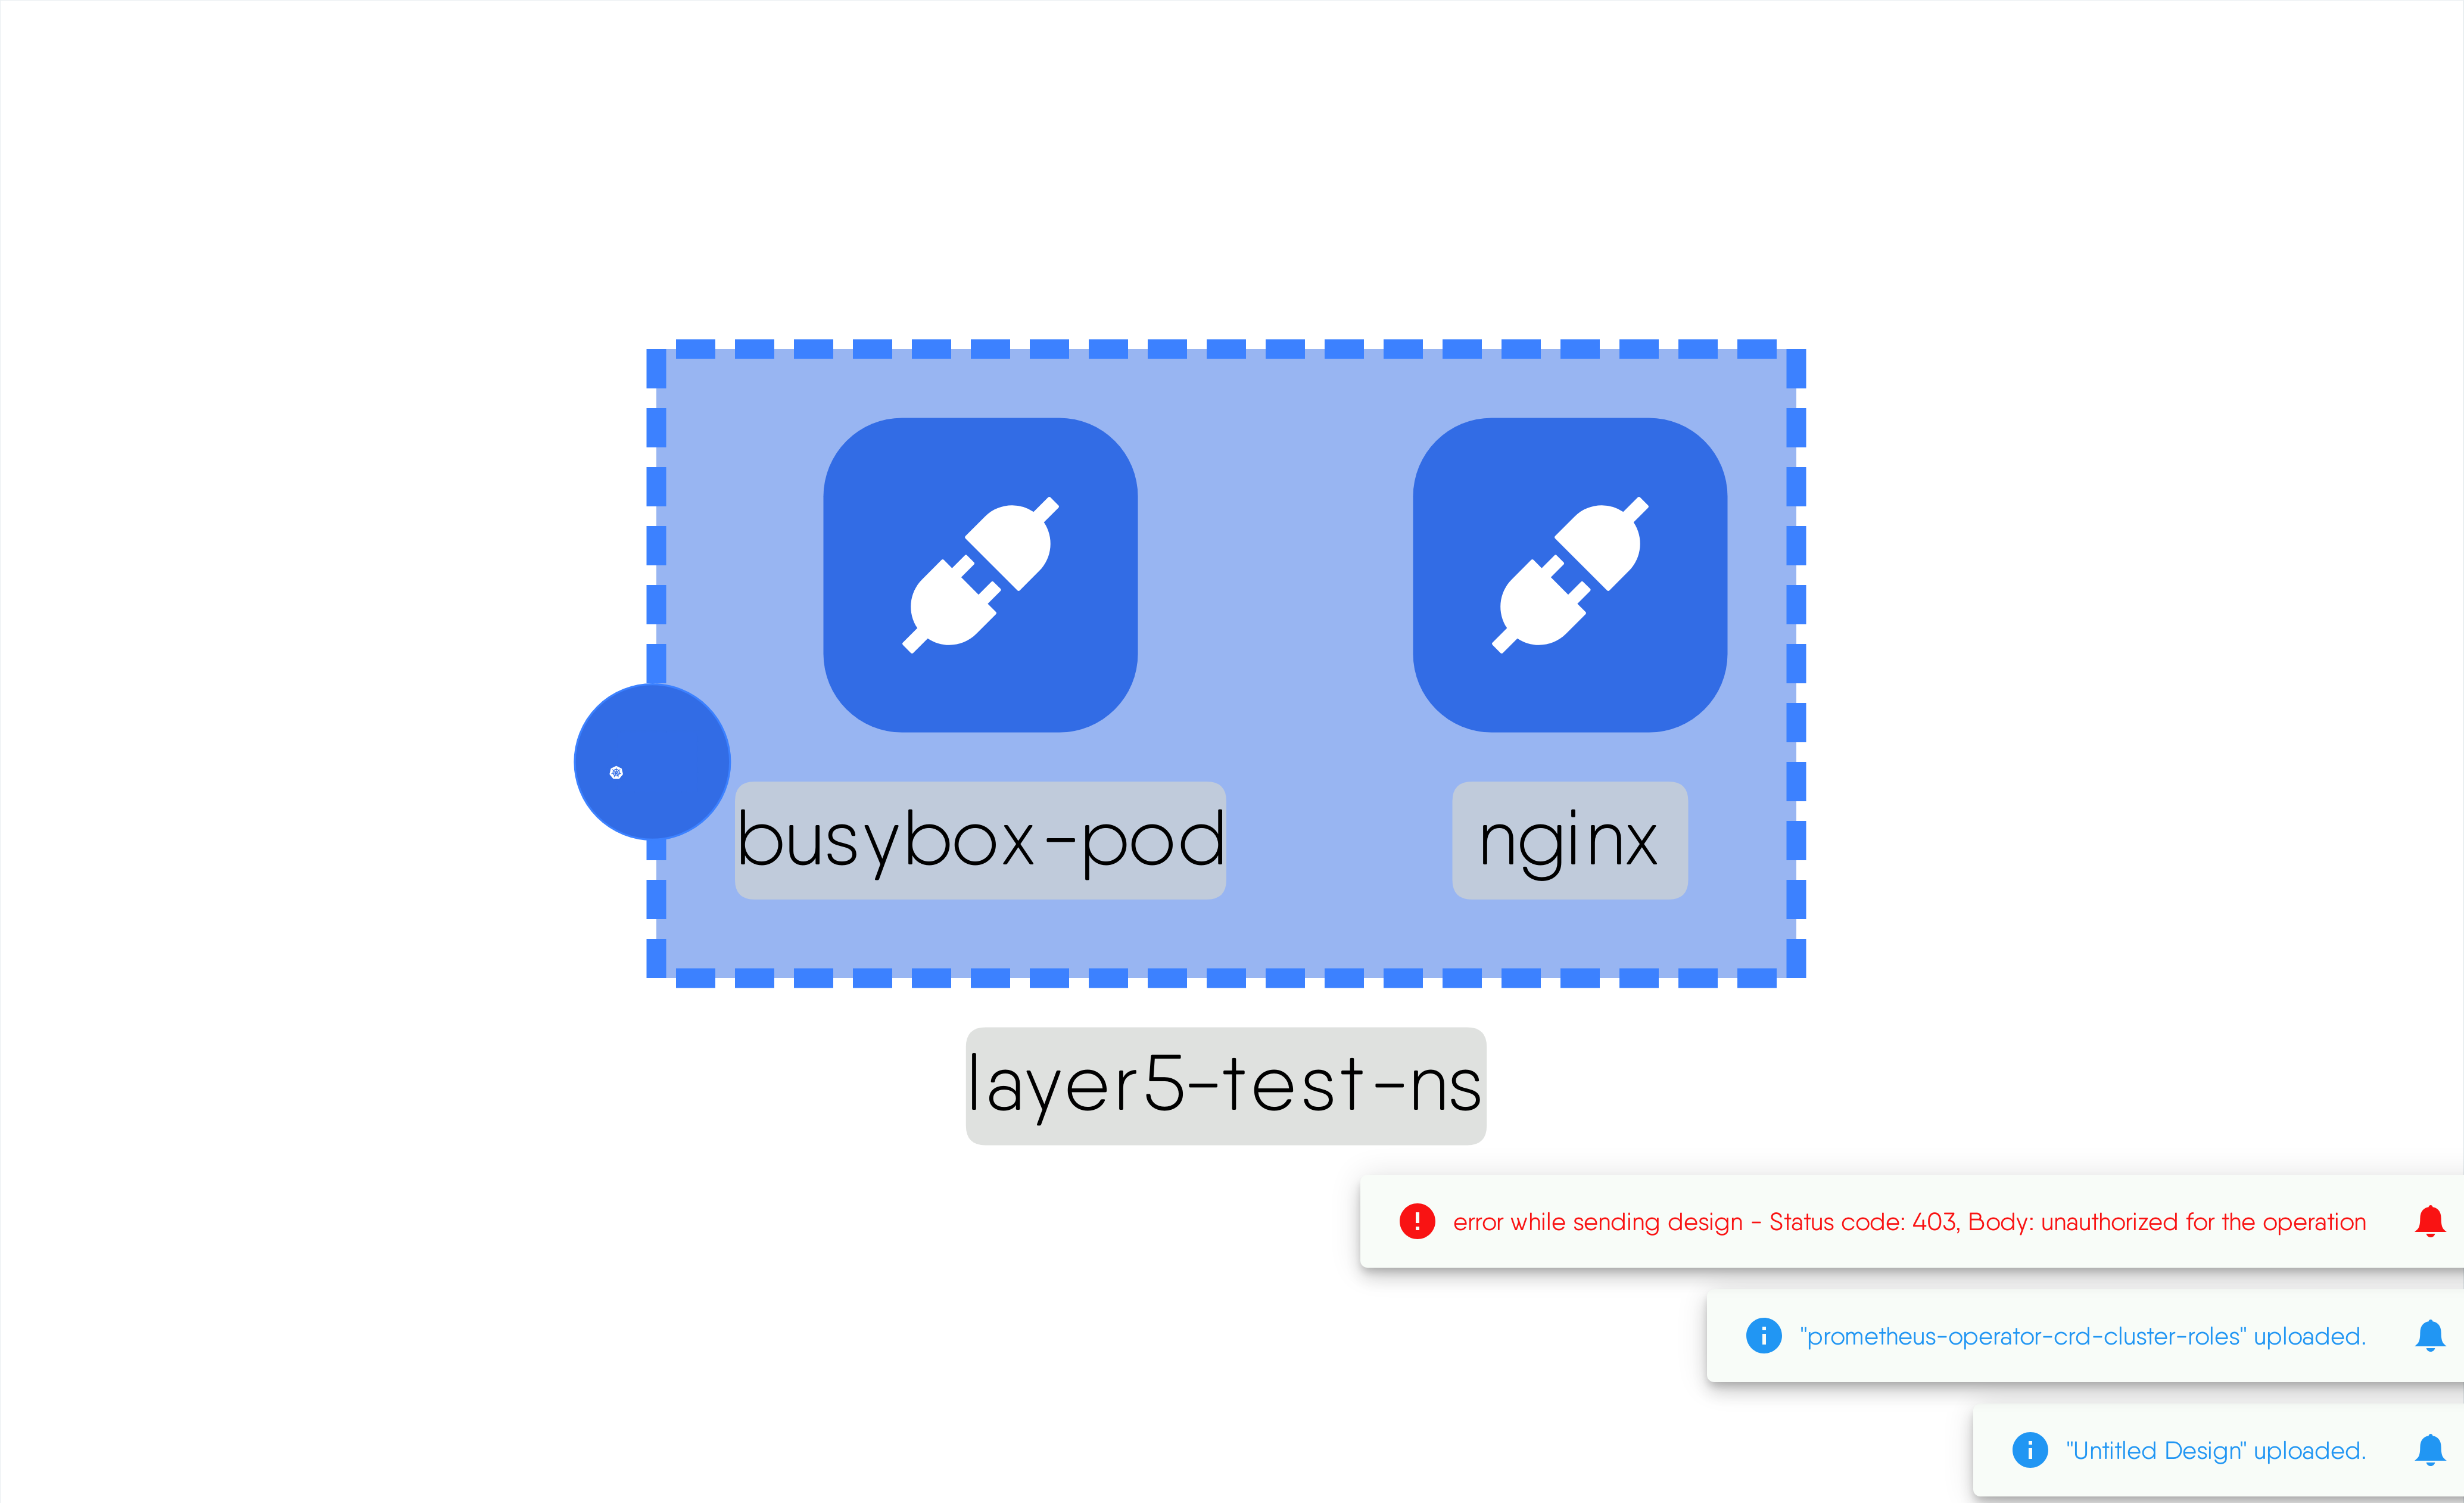 busybox-pod
nginx
layer5-test-ns
error while sending design - Status code: 403, Body: unauthorized for the operation
"prometheus-operator-crd-cluster-roles" uploaded.
"Untitled Design" uploaded.